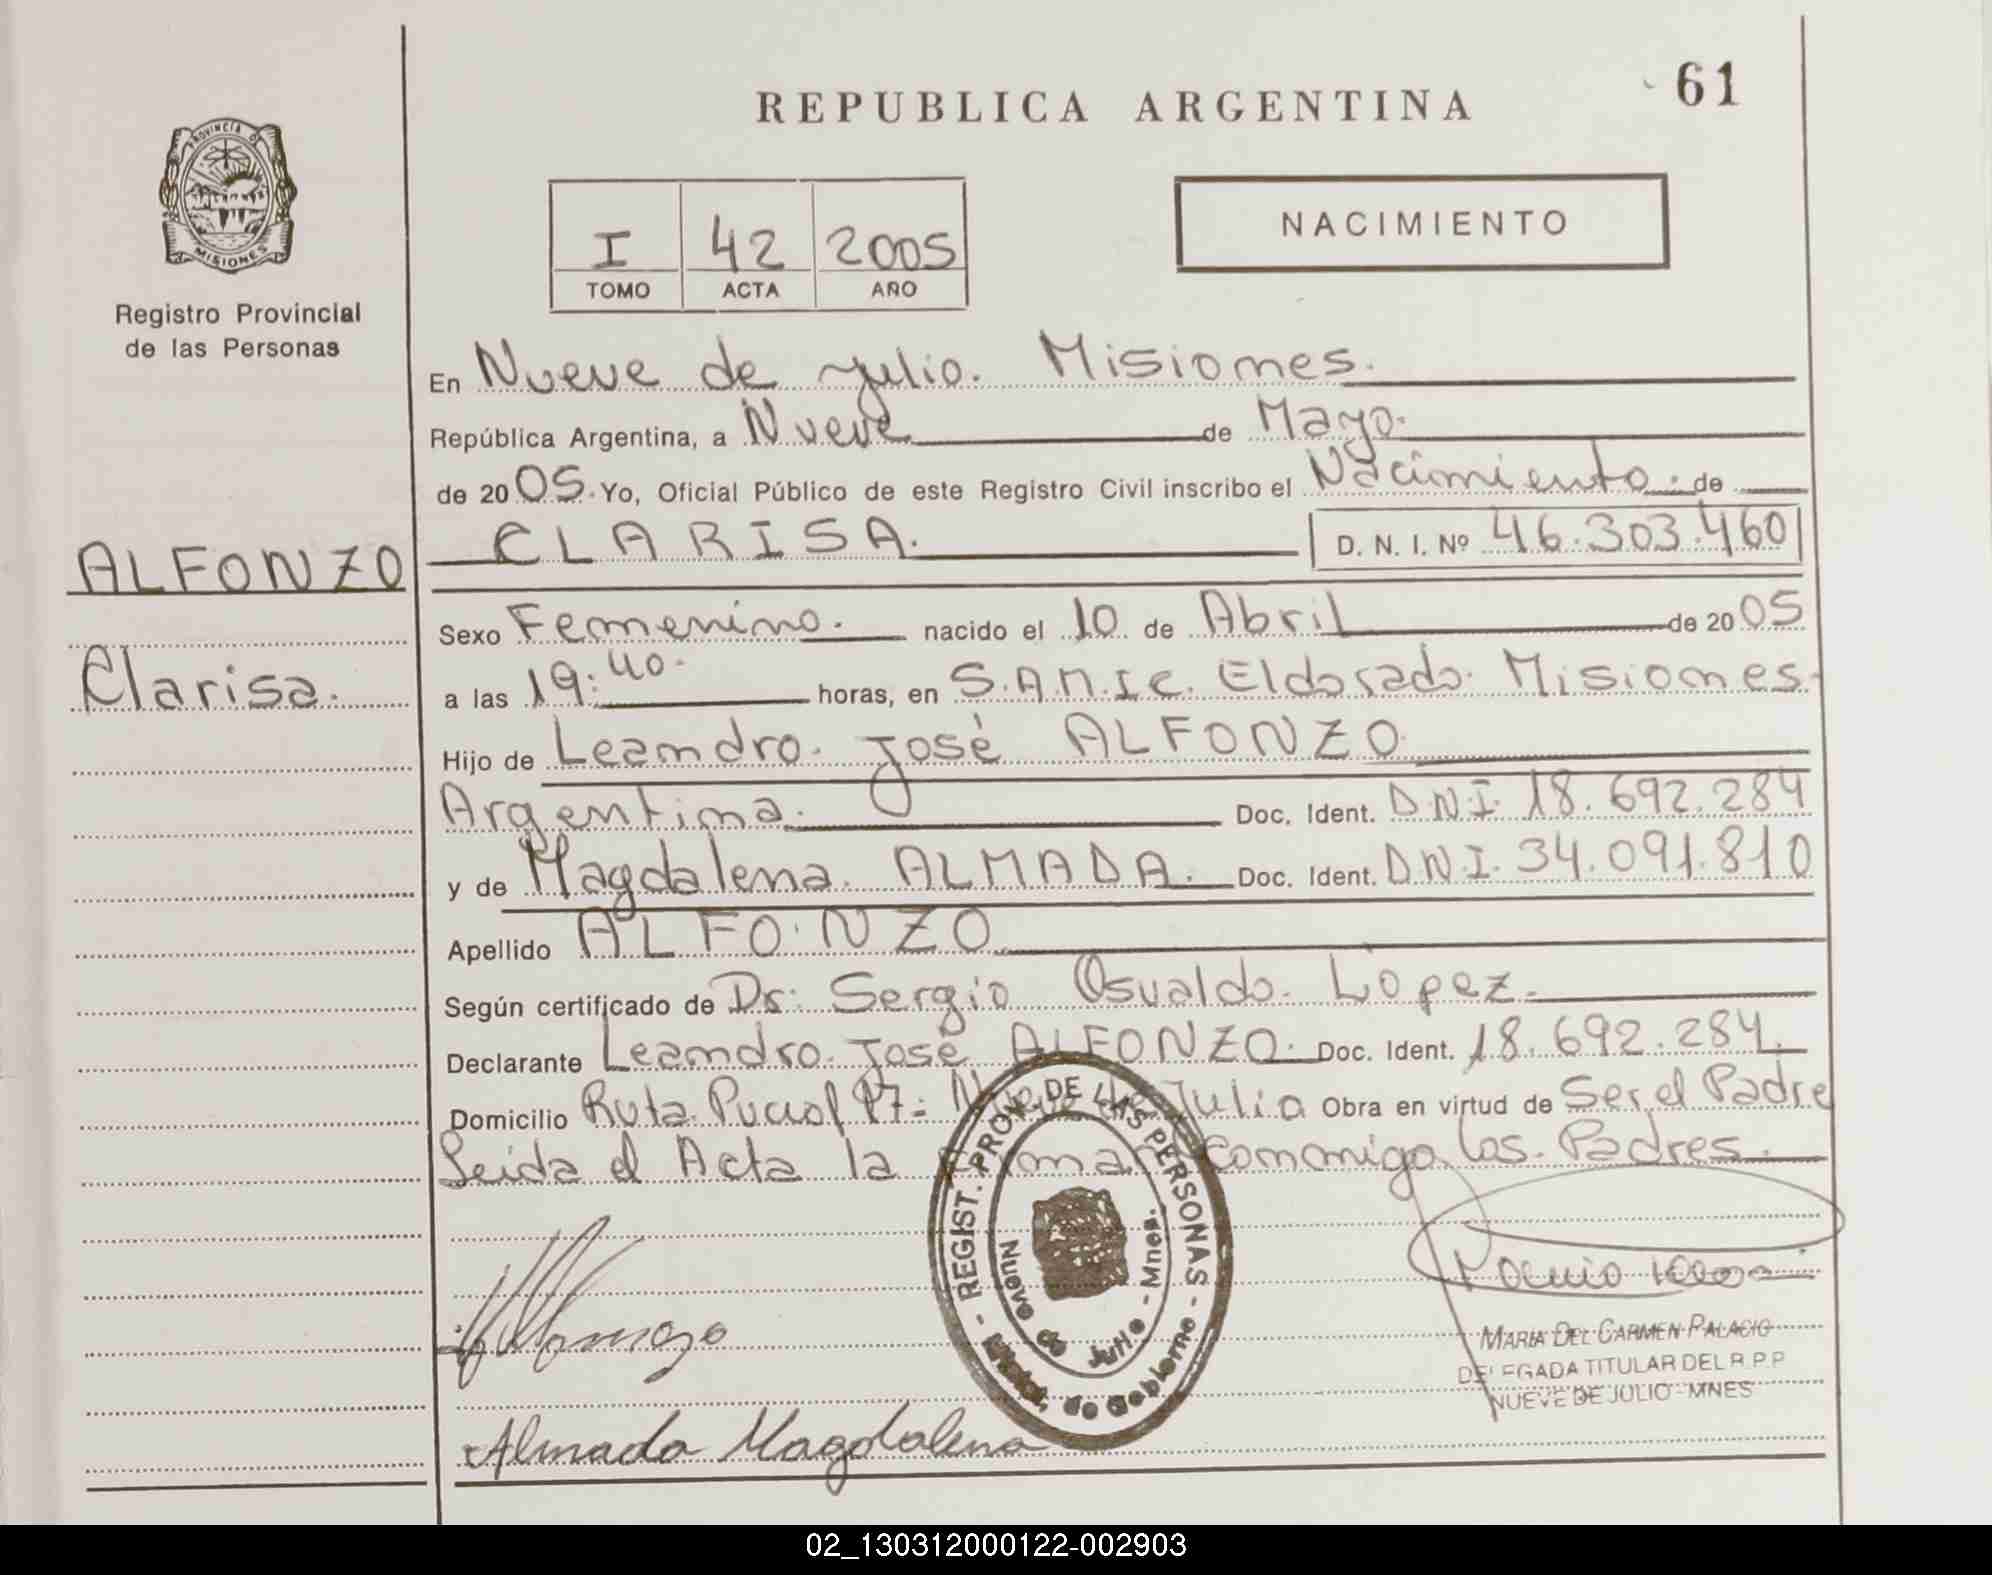 61
REPUBLICA ARGENTINA
PROVINCIA DE
MISIONES
Registro Provincial
de las Personas
NACIMIENTO
I 42 2005
TOMO ACTA AÑO
En Nueve de Julio. Misiones.
República Argentina, a Nueve de Mayo.
de 2005. Yo, Oficial Público de este Registro Civil inscribo el Nacimiento. de
CLARISA. D. N. I. Nº 46.303.460
ALFONZO
Clarisa.
Sexo Femenino. nacido el 10 de Abril de 2005
a las 19:40. horas, en S.A.M.I.C. Eldorado. Misiones.
Hijo de Leandro. José ALFONZO.
Argentina. Doc. Ident. D.N.I. 18.692.284
y de Magdalena. ALMADA. Doc. Ident. D.N.I. 34.091.810
Apellido ALFONZO
Según certificado de Dr: Sergio Osvaldo. López.
Declarante Leandro. José ALFONZO. Doc. Ident. 18.692.284.
Domicilio Ruta Pcial 17= Nueve de Julia Obra en virtud de Ser el Padre
Leida el Acta la firman conmigo los Padres.
REGIST. PROV. DE LAS PERSONAS - Minist. de Gobierno -
Nueve de Julio - Mnes.
MARIA DEL CARMEN PALACIO
DELEGADA TITULAR DEL R.P.P
NUEVE DE JULIO - MNES
Almada Magdalena
02_130312000122-002903